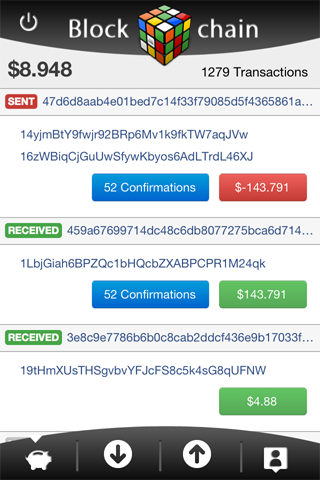 Block chain
$8.948 1279 Transactions
SENT 47d6d8aab4e01bed7c14f33f79085d5f4365861a...
14yjmBtY9fwjr92BRp6Mv1k9fkTW7aqJVw
16zWBiqCjGuUwSfywKbyos6AdLTrdL46XJ
52 Confirmations $-143.791
RECEIVED 459a67699714dc48c6db8077275bca6d714...
1LbjGiah6BPZQc1bHQcbZXABPCPR1M24qk
52 Confirmations $143.791
RECEIVED 3e8c9e7786b6b0c8cab2ddcf436e9b17033f...
19tHmXUsTHSgvbvYFJcFS8c5k4sG8qUFNW
$4.88